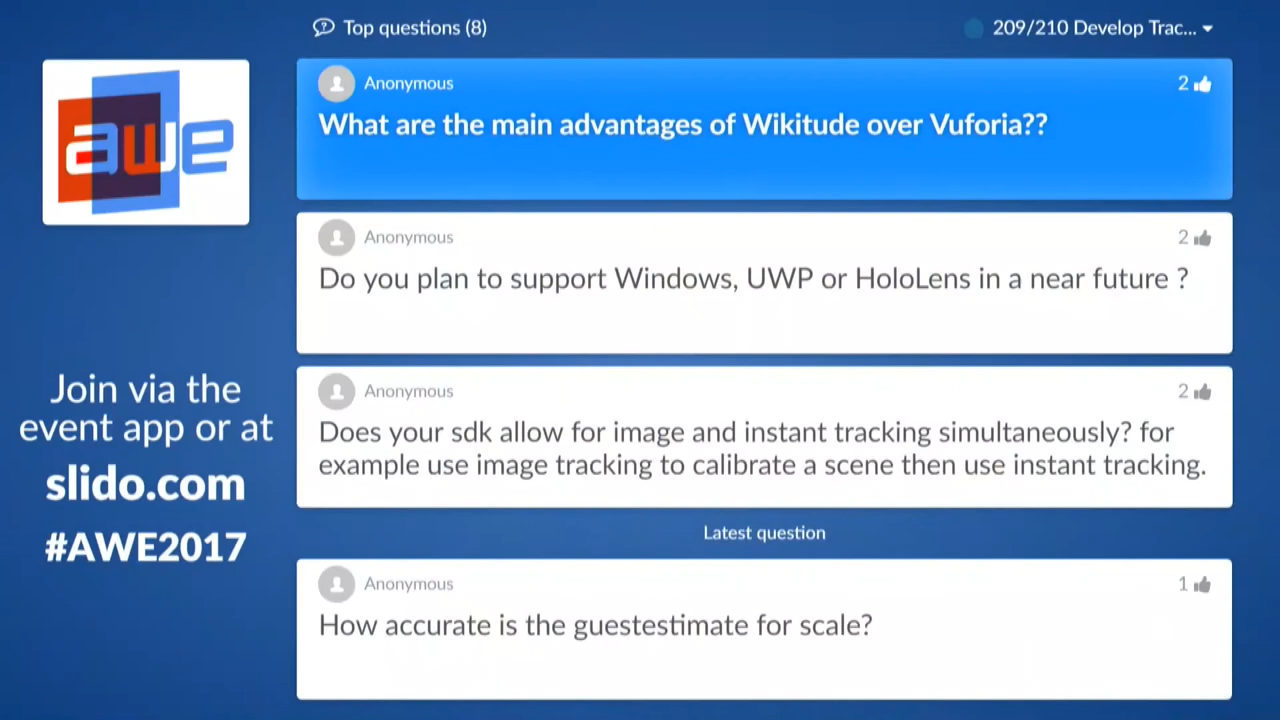 Top questions (8)
209/210 Develop Trac...
awe
Anonymous
2
What are the main advantages of Wikitude over Vuforia??
Anonymous
2
Do you plan to support Windows, UWP or HoloLens in a near future ?
Anonymous
2
Does your sdk allow for image and instant tracking simultaneously? for
example use image tracking to calibrate a scene then use instant tracking.
Join via the
event app or at
slido.com
#AWE2017
Latest question
Anonymous
1
How accurate is the guestestimate for scale?